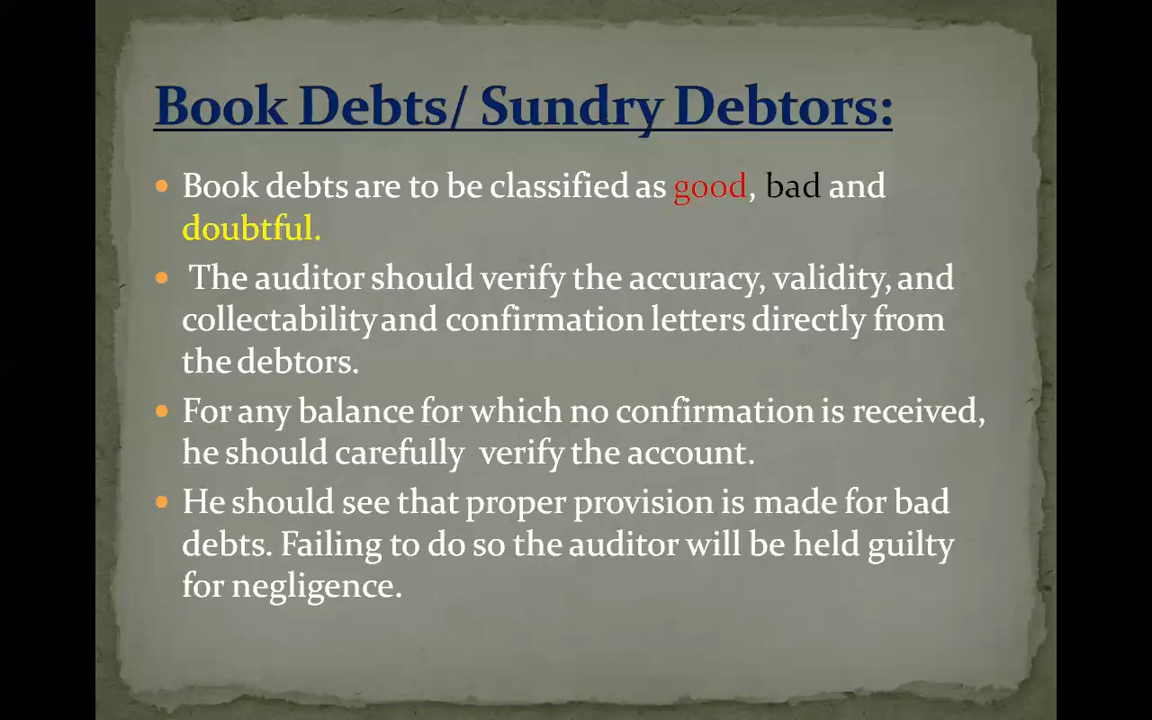 Book Debts/ Sundry Debtors:
Book debts are to be classified as good, bad and
doubtful.
The auditor should verify the accuracy, validity, and
collectability and confirmation letters directly from
the debtors.
For any balance for which no confirmation is received,
he should carefully verify the account.
He should see that proper provision is made for bad
debts. Failing to do so the auditor will be held guilty
for negligence.